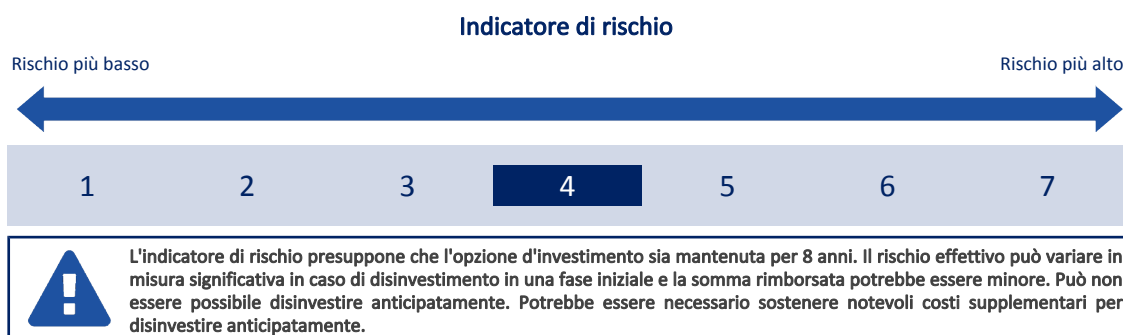 Indicatore di rischio
Rischio più basso
Rischio più alto
1 2 3 4 5 6 7
L'indicatore di rischio presuppone che l'opzione d'investimento sia mantenuta per 8 anni. Il rischio effettivo può variare in
misura significativa in caso di disinvestimento in una fase iniziale e la somma rimborsata potrebbe essere minore. Può non
essere possibile disinvestire anticipatamente. Potrebbe essere necessario sostenere notevoli costi supplementari per
disinvestire anticipatamente.